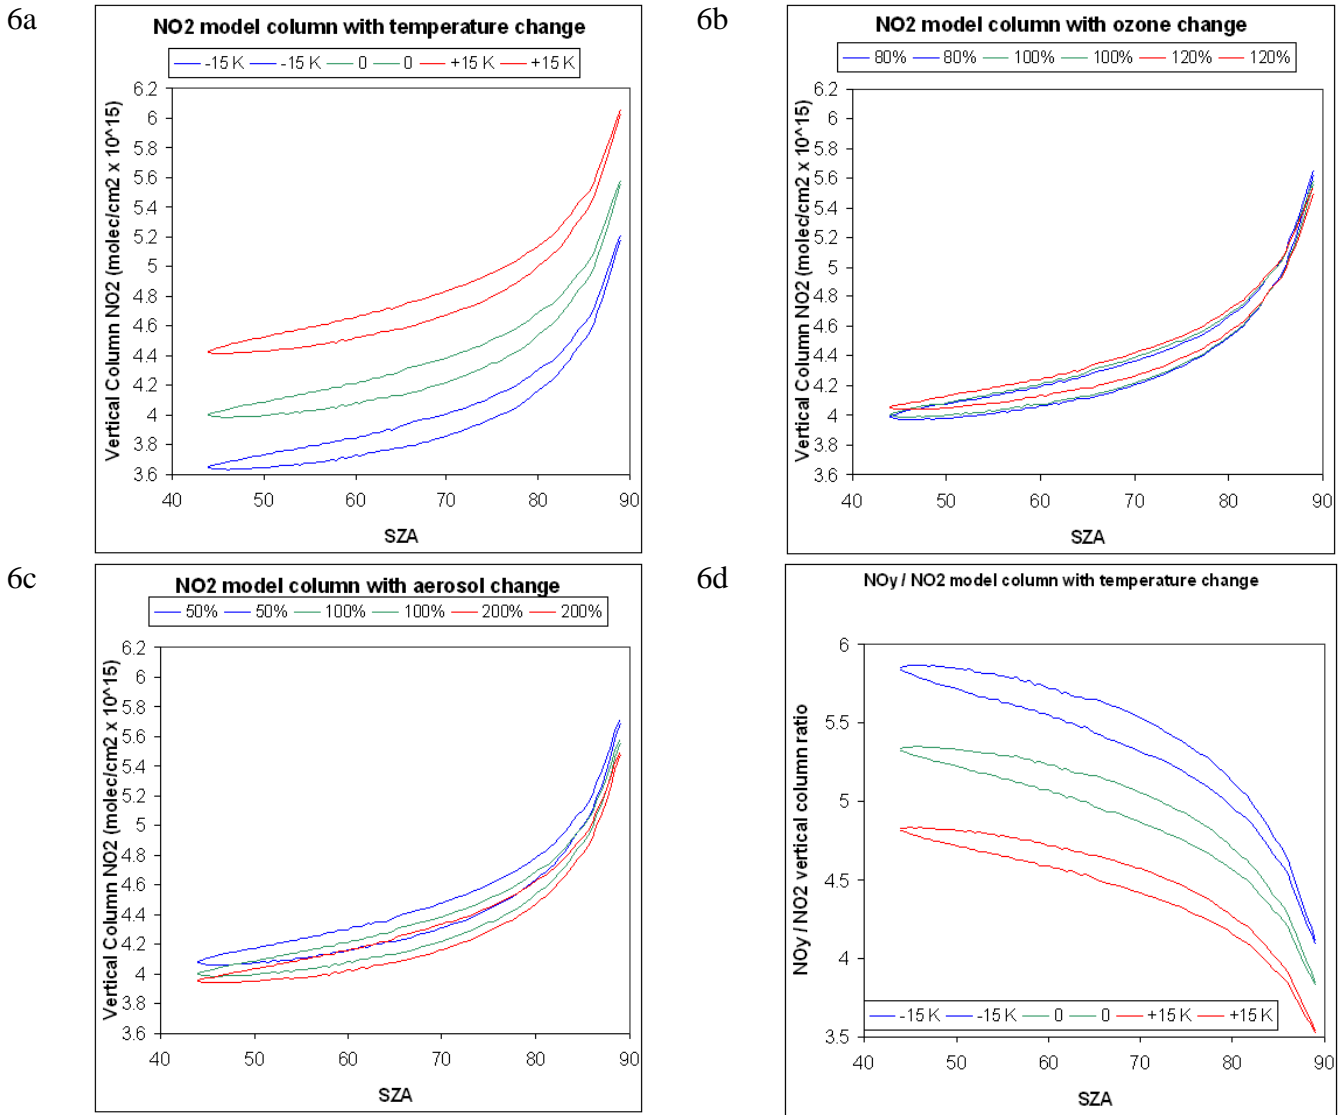 6a
NO2 model column with temperature change
-15 K -15 K 0 0 +15 K +15 K
Vertical Column NO2 (molec/cm2 x 10^15)
6.2
6
5.8
5.6
5.4
5.2
5
4.8
4.6
4.4
4.2
4
3.8
3.6
40 50 60 70 80 90
SZA
6b
NO2 model column with ozone change
80% 80% 100% 100% 120% 120%
Vertical Column NO2 (molec/cm2 x 10^15)
6.2
6
5.8
5.6
5.4
5.2
5
4.8
4.6
4.4
4.2
4
3.8
3.6
40 50 60 70 80 90
SZA
6c
NO2 model column with aerosol change
50% 50% 100% 100% 200% 200%
Vertical Column NO2 (molec/cm2 x 10^15)
6.2
6
5.8
5.6
5.4
5.2
5
4.8
4.6
4.4
4.2
4
3.8
3.6
40 50 60 70 80 90
SZA
6d
NOy / NO2 model column with temperature change
NOy / NO2 vertical column ratio
6
5.5
5
4.5
4
3.5
-15 K -15 K 0 0 +15 K +15 K
40 50 60 70 80 90
SZA